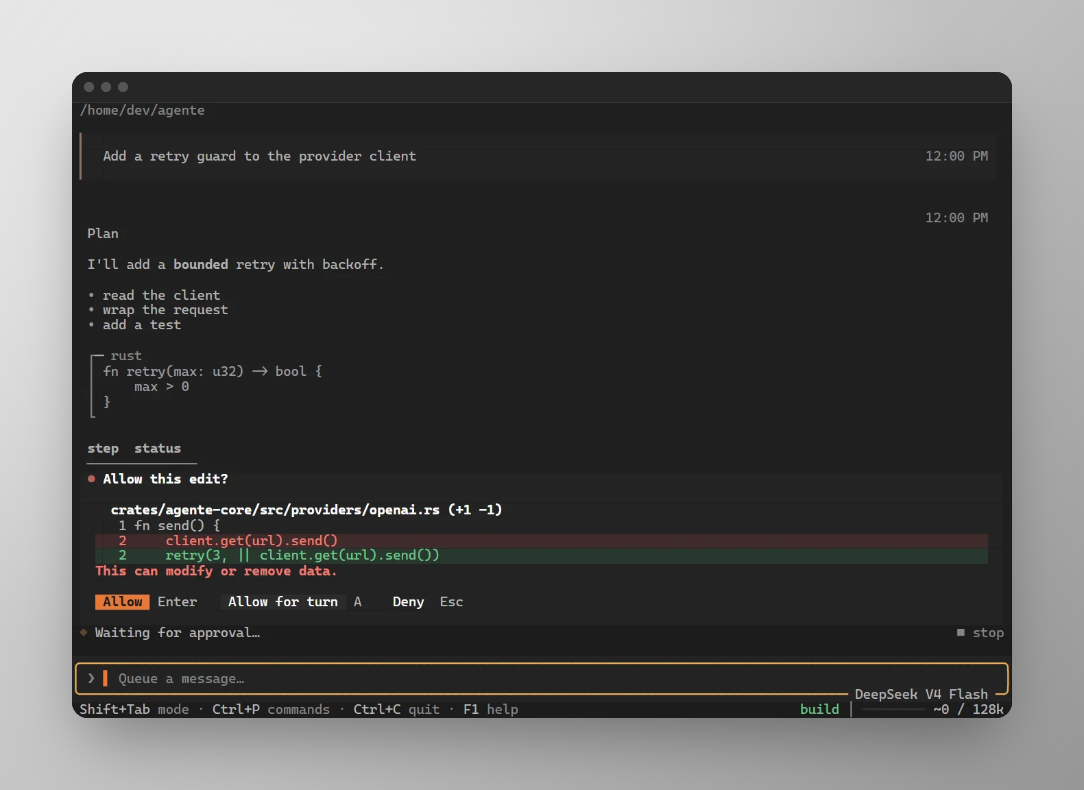 /home/dev/agente
Add a retry guard to the provider client 12:00 PM
12:00 PM
Plan
I'll add a bounded retry with backoff.
• read the client
• wrap the request
• add a test
rust
fn retry(max: u32) -> bool {
max > 0
}
step status
● Allow this edit?
crates/agente-core/src/providers/openai.rs (+1 -1)
1 fn send() {
2 client.get(url).send()
2 retry(3, || client.get(url).send())
This can modify or remove data.
Allow Enter Allow for turn A Deny Esc
◆ Waiting for approval… ■ stop
❯ Queue a message…
DeepSeek V4 Flash
Shift+Tab mode · Ctrl+P commands · Ctrl+C quit · F1 help build ~0 / 128k